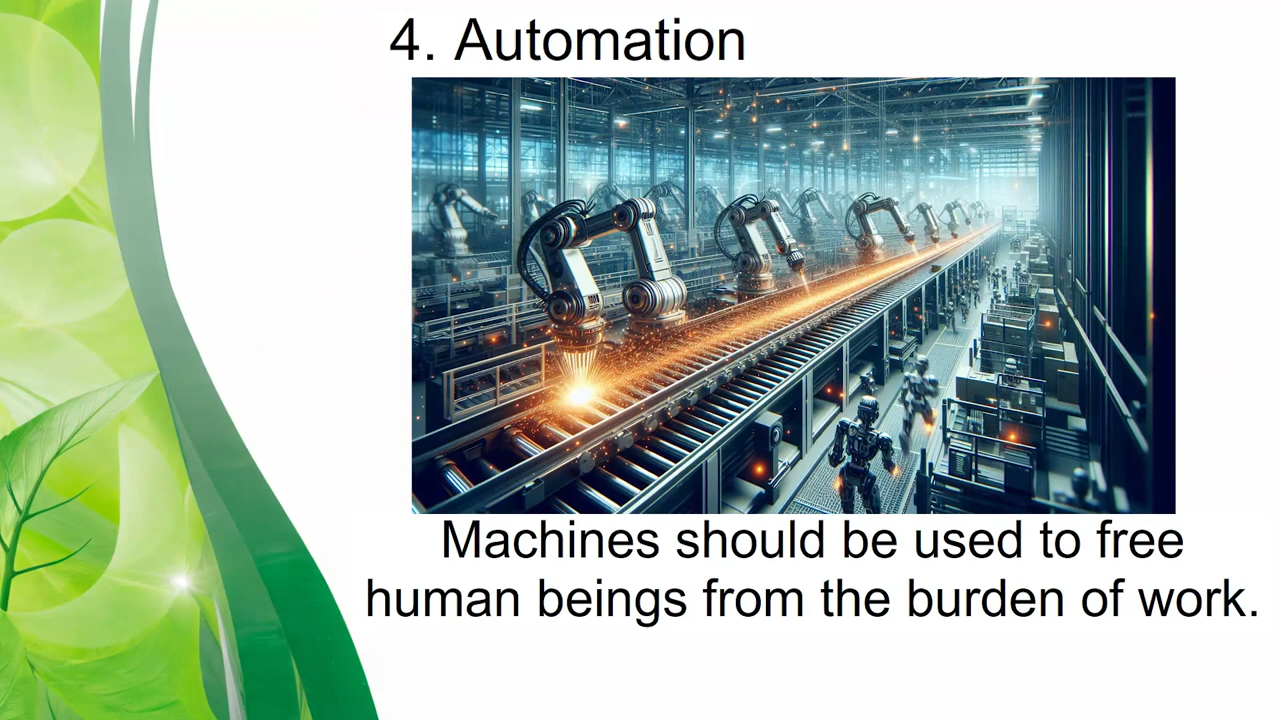 4. Automation
Machines should be used to free
human beings from the burden of work.